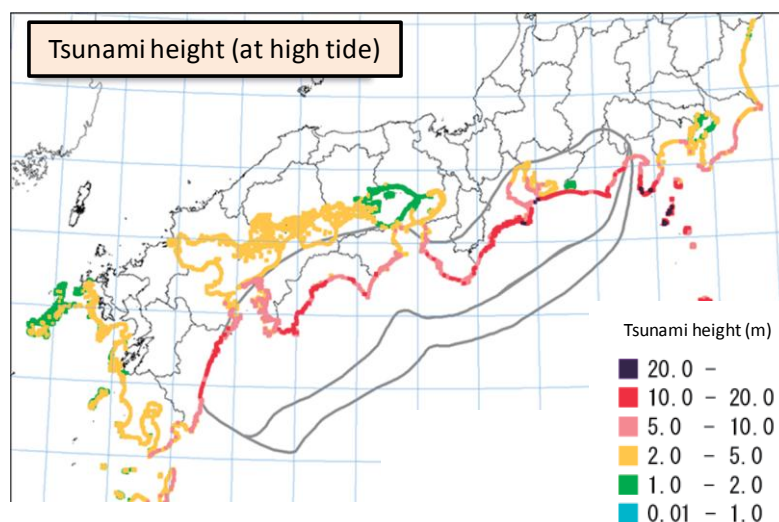 Tsunami height (at high tide)
Tsunami height (m)
20.0 -
10.0 - 20.0
5.0 - 10.0
2.0 - 5.0
1.0 - 2.0
0.01 - 1.0